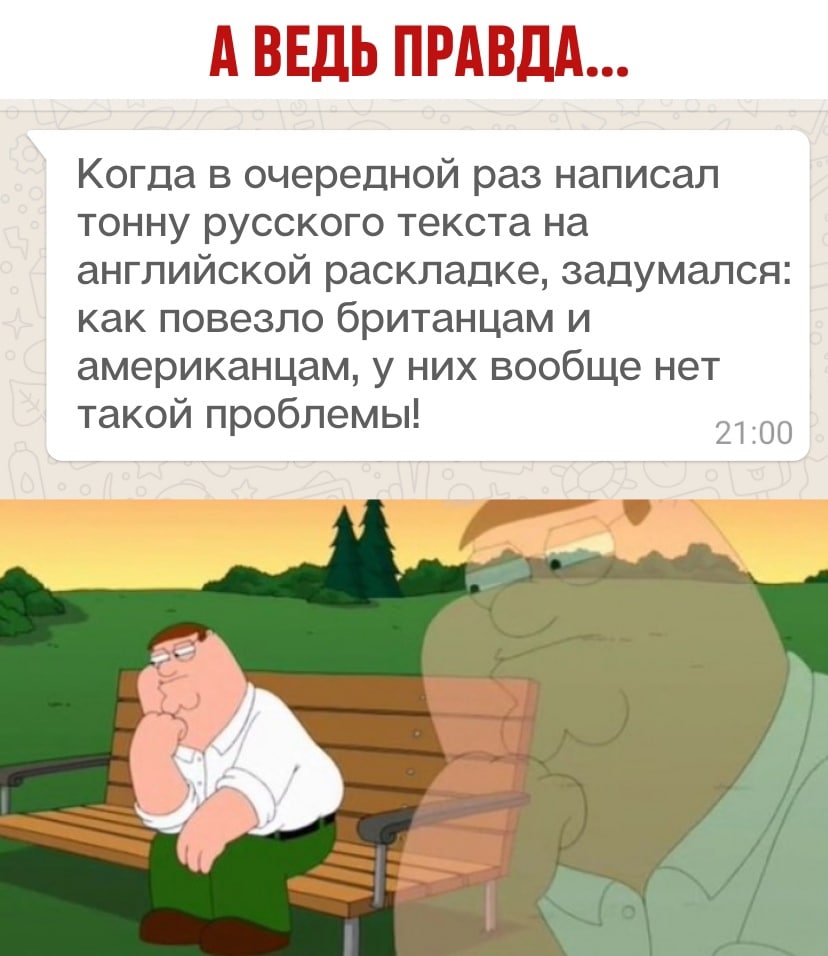 А ВЕДЬ ПРАВДА...
Когда в очередной раз написал
тонну русского текста на
английской раскладке, задумался:
как повезло британцам и
американцам, у них вообще нет
такой проблемы!
21:00